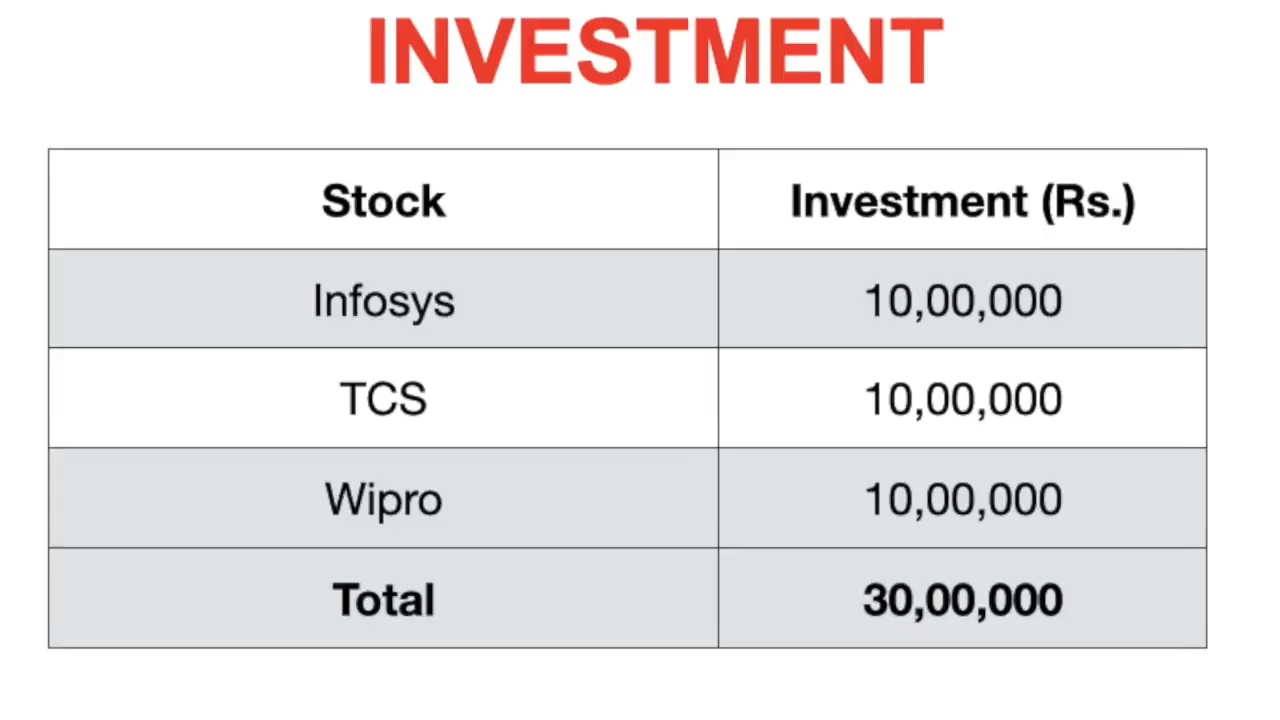 INVESTMENT
Stock Investment (Rs.)
Infosys 10,00,000
TCS 10,00,000
Wipro 10,00,000
Total 30,00,000